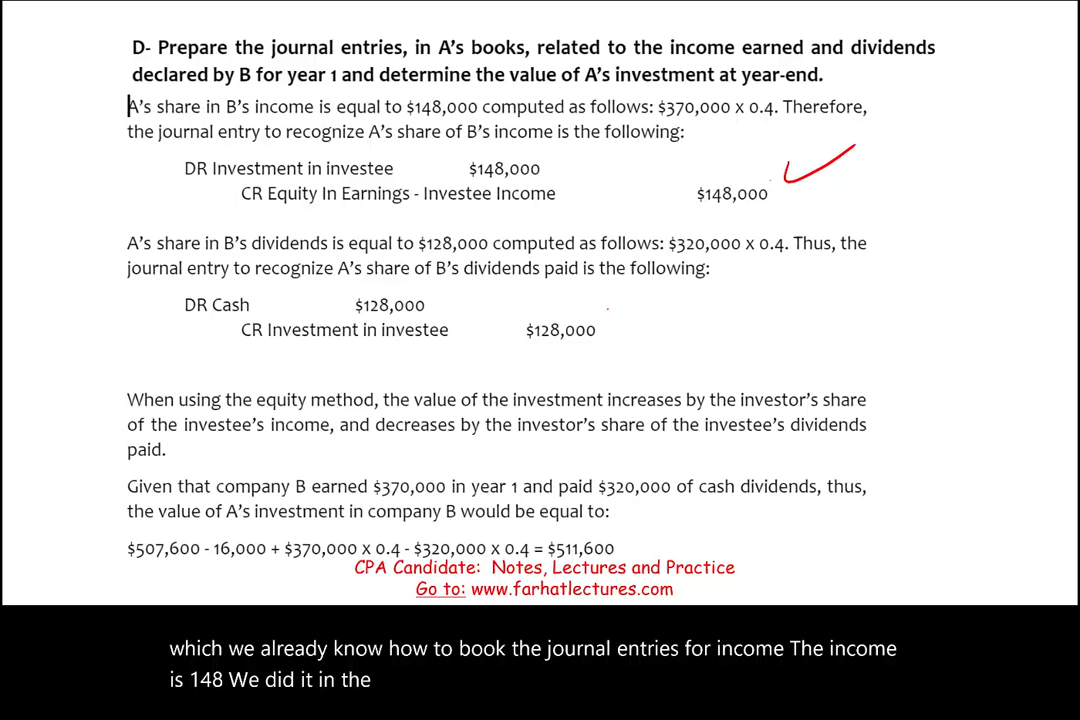 D- Prepare the journal entries, in A's books, related to the income earned and dividends
declared by B for year 1 and determine the value of A's investment at year-end.
A's share in B's income is equal to $148,000 computed as follows: $370,000 x 0.4. Therefore,
the journal entry to recognize A's share of B's income is the following:
DR Investment in investee $148,000
CR Equity In Earnings - Investee Income $148,000
A's share in B's dividends is equal to $128,000 computed as follows: $320,000 x 0.4. Thus, the
journal entry to recognize A's share of B's dividends paid is the following:
DR Cash $128,000
CR Investment in investee $128,000
When using the equity method, the value of the investment increases by the investor's share
of the investee's income, and decreases by the investor's share of the investee's dividends
paid.
Given that company B earned $370,000 in year 1 and paid $320,000 of cash dividends, thus,
the value of A's investment in company B would be equal to:
$507,600 - 16,000 + $370,000 x 0.4 - $320,000 x 0.4 = $511,600
CPA Candidate: Notes, Lectures and Practice
Go to: www.farhatlectures.com
which we already know how to book the journal entries for income The income
is 148 We did it in the